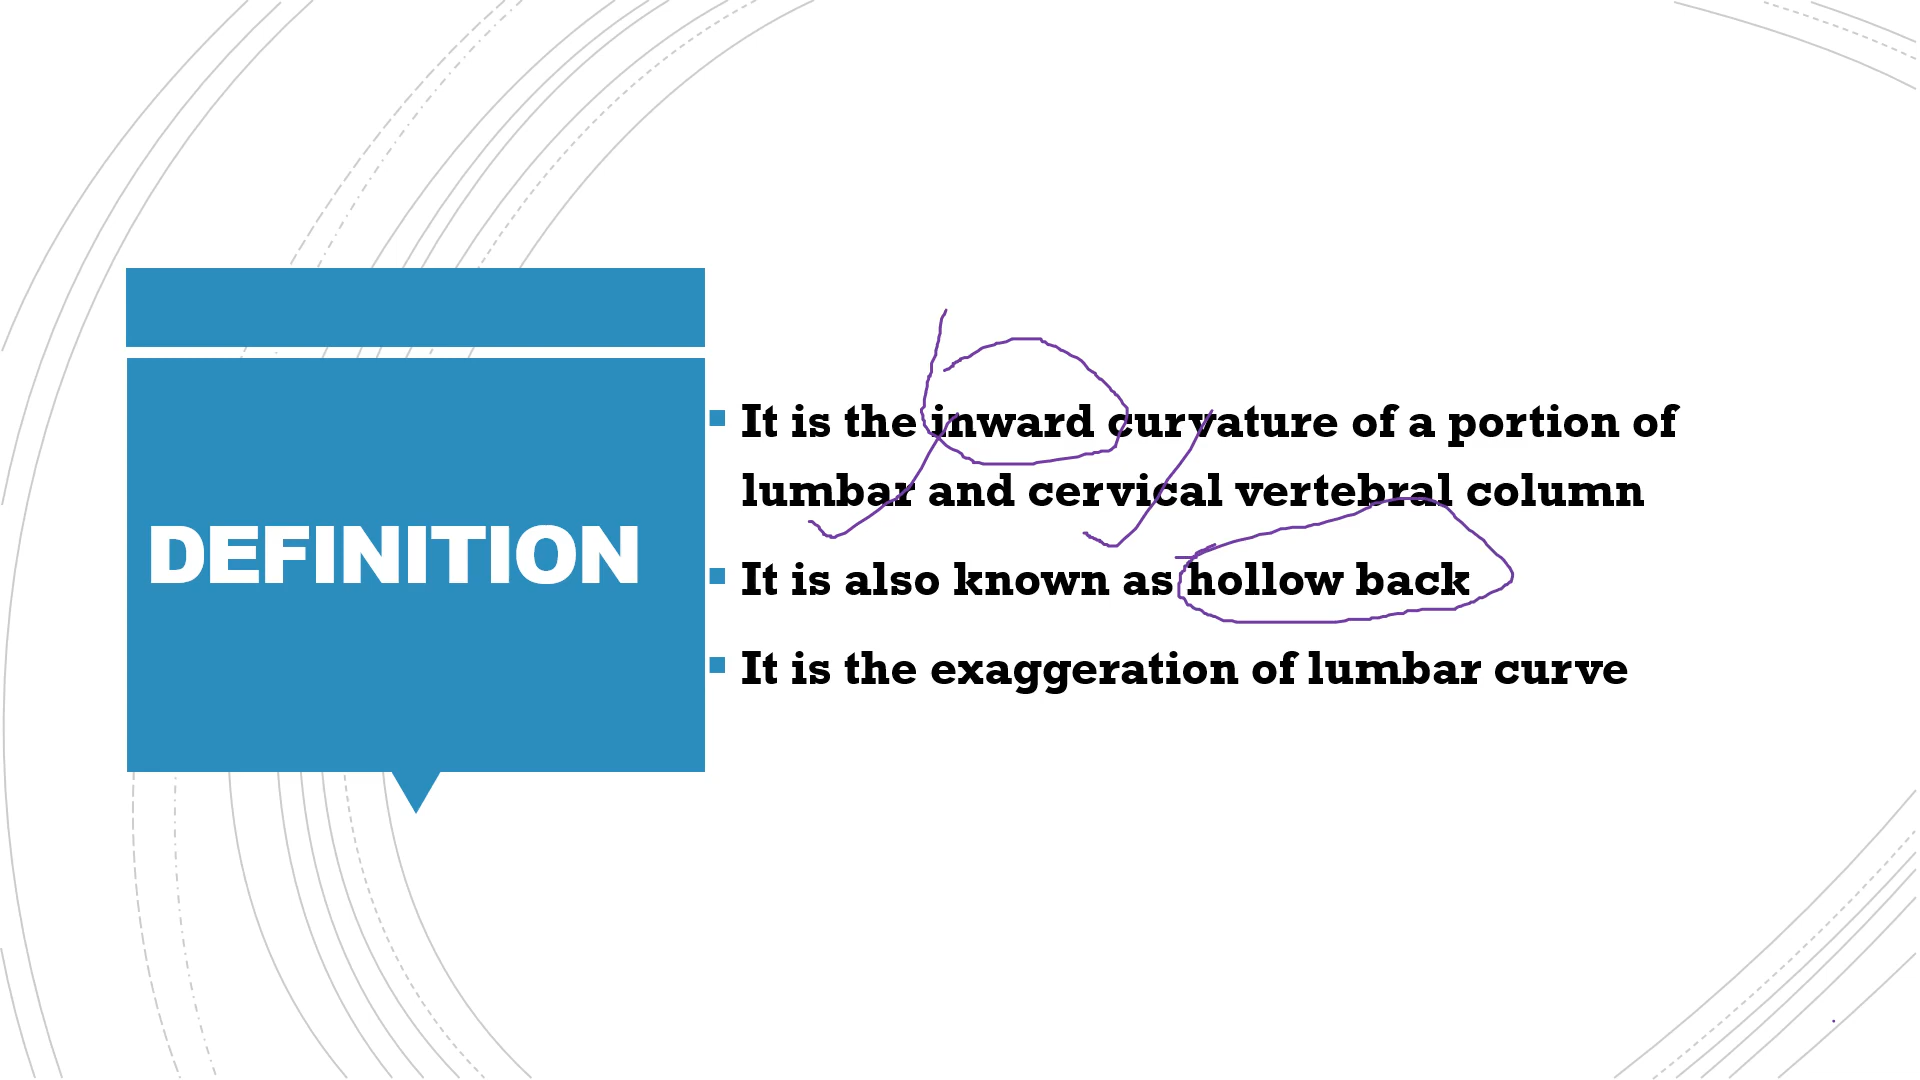 DEFINITION
It is the inward curvature of a portion of
lumbar and cervical vertebral column
It is also known as hollow back
It is the exaggeration of lumbar curve